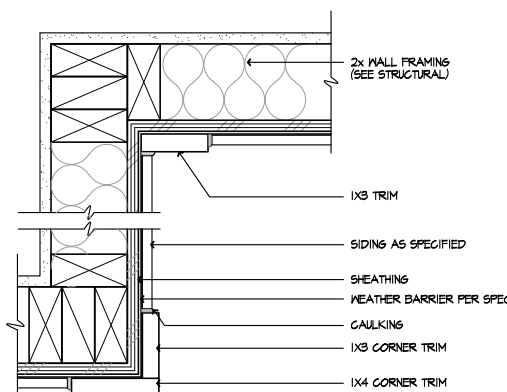 2x WALL FRAMING
(SEE STRUCTURAL)
1X3 TRIM
SIDING AS SPECIFIED
SHEATHING
WEATHER BARRIER PER SPEC
CAULKING
1X3 CORNER TRIM
1X4 CORNER TRIM